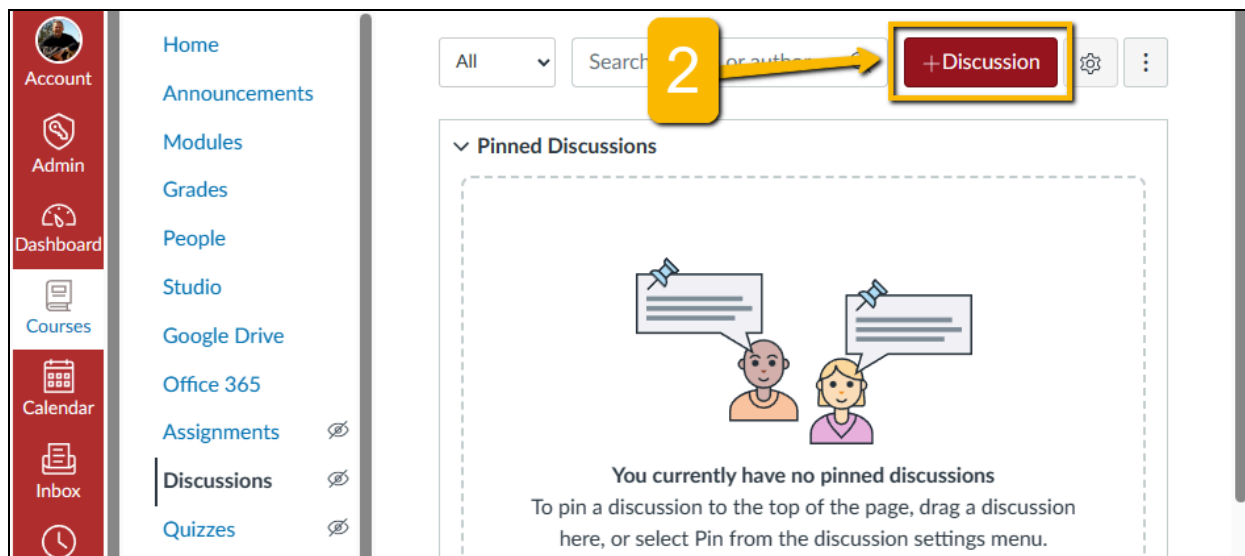 Account
Admin
Dashboard
Courses
Calendar
Inbox
Home
Announcements
Modules
Grades
People
Studio
Google Drive
Office 365
Assignments
Discussions
Quizzes
All
Search or author
2
+Discussion
Pinned Discussions
You currently have no pinned discussions
To pin a discussion to the top of the page, drag a discussion
here, or select Pin from the discussion settings menu.